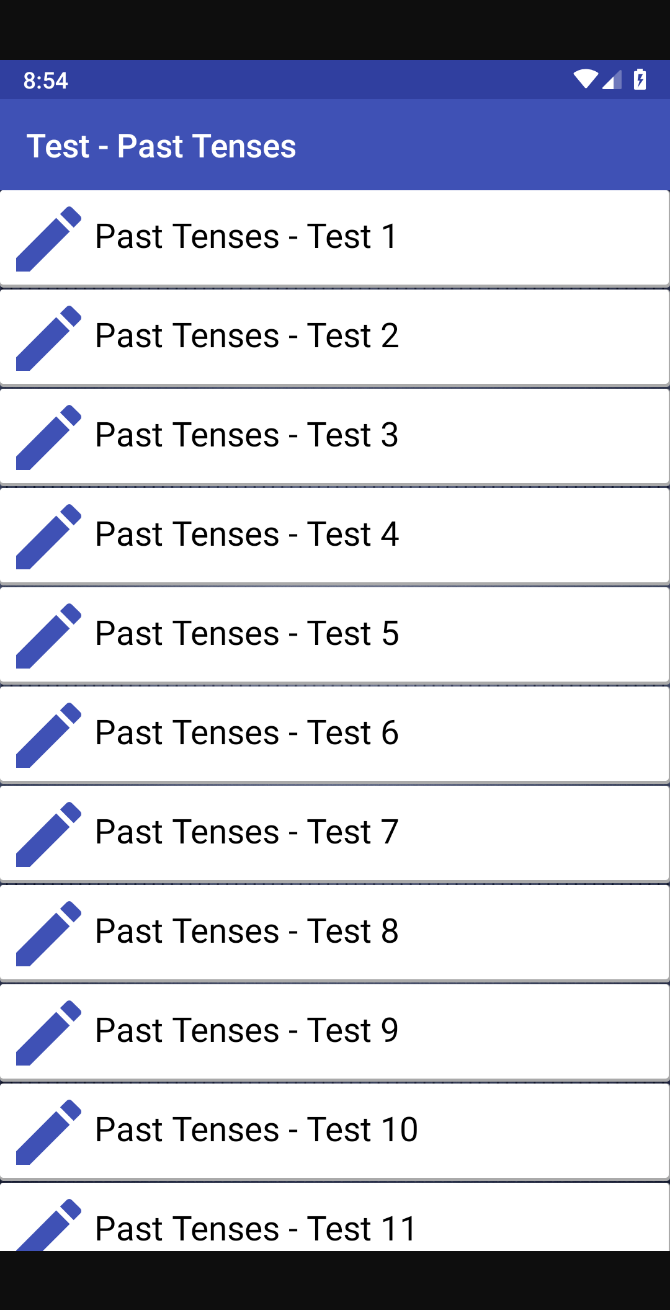 8:54
Test - Past Tenses
Past Tenses - Test 1
Past Tenses - Test 2
Past Tenses - Test 3
Past Tenses - Test 4
Past Tenses - Test 5
Past Tenses - Test 6
Past Tenses - Test 7
Past Tenses - Test 8
Past Tenses - Test 9
Past Tenses - Test 10
Past Tenses - Test 11